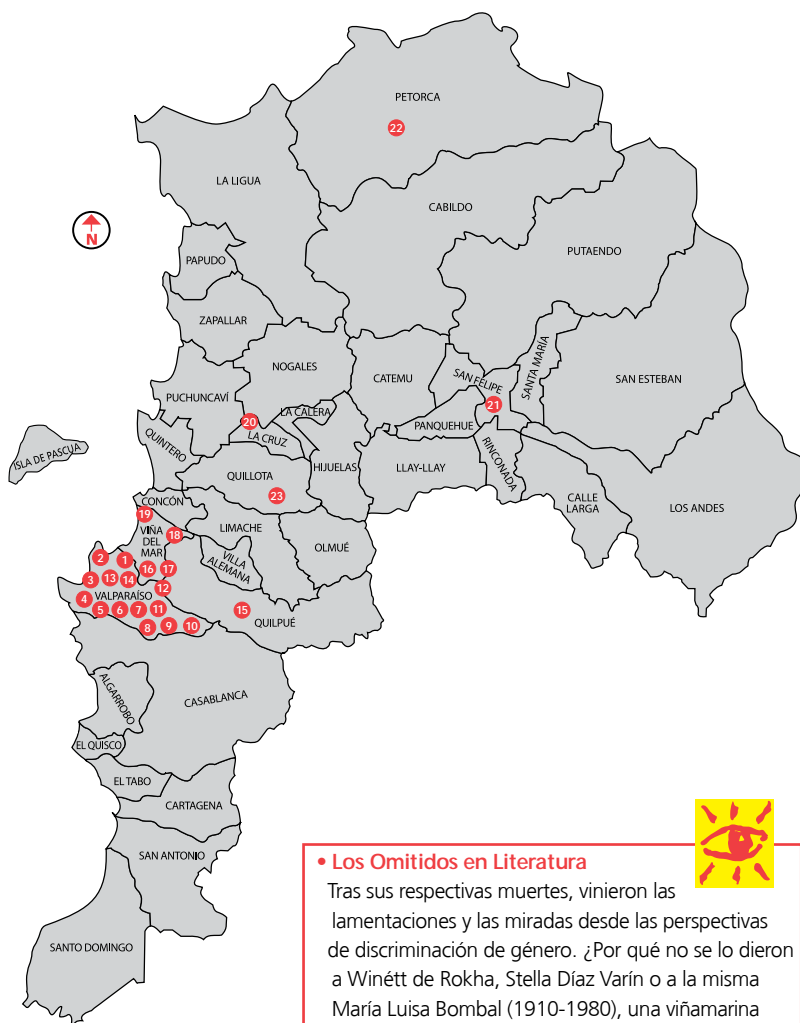 PETORCA
22
LA LIGUA
CABILDO
N
PUTAENDO
PAPUDO
ZAPALLAR
NOGALES
CATEMU
SAN FELIPE
SANTA MARÍA
SAN ESTEBAN
PUCHUNCAVÍ
LA CALERA
21
20
LA CRUZ
PANQUEHUE
QUINTERO
ISLA DE PASCUA
QUILLOTA
HIJUELAS
LLAY-LLAY
RINCONADA
23
CALLE
LARGA
LOS ANDES
CONCÓN
19
VIÑA
DEL
MAR
18
LIMACHE
OLMUÉ
VILLA
ALEMANA
2
1
16
17
3
13
14
12
4
VALPARAÍSO
5
6
7
11
15
QUILPUÉ
8
9
10
ALGARROBO
CASABLANCA
EL QUISCO
EL TABO
CARTAGENA
SAN ANTONIO
SANTO DOMINGO
• Los Omitidos en Literatura
Tras sus respectivas muertes, vinieron las
lamentaciones y las miradas desde las perspectivas
de discriminación de género. ¿Por qué no se lo dieron
a Winétt de Rokha, Stella Díaz Varín o a la misma
María Luisa Bombal (1910-1980), una viñamarina